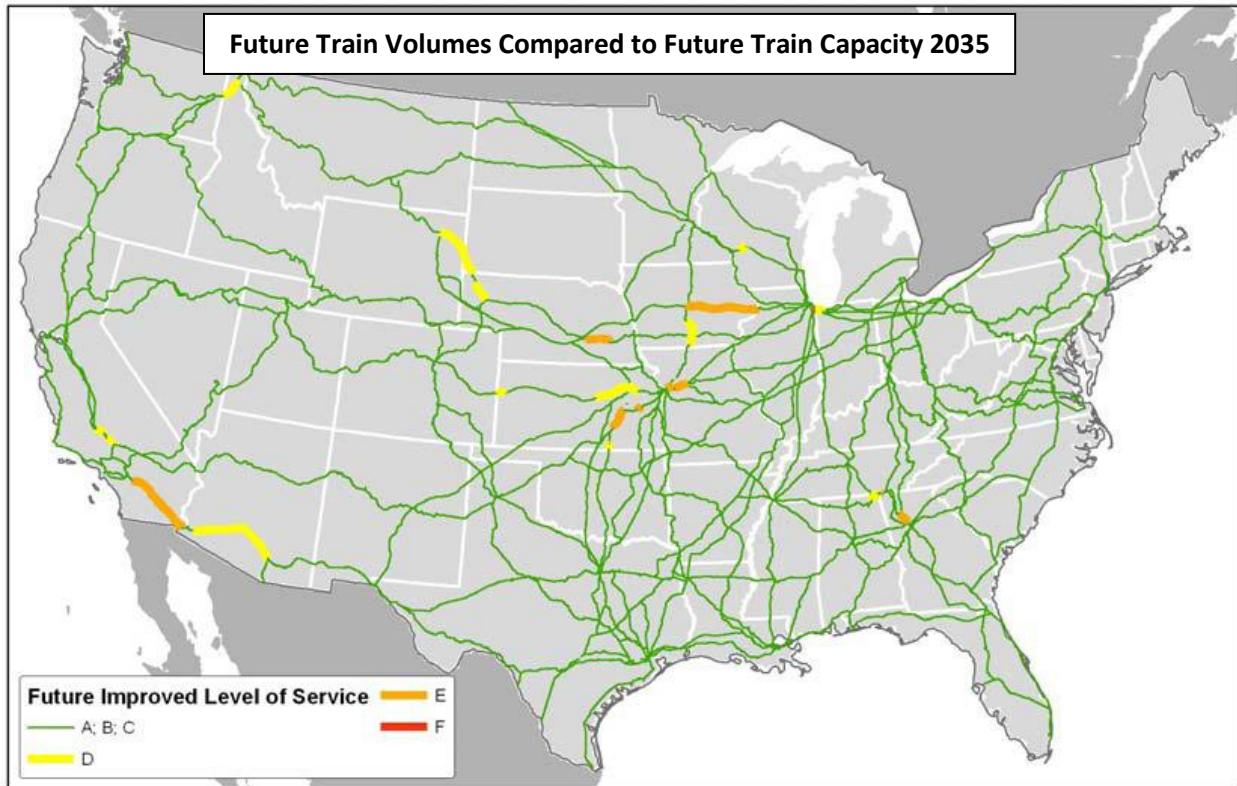 Future Train Volumes Compared to Future Train Capacity 2035
Future Improved Level of Service
A; B; C
D
E
F